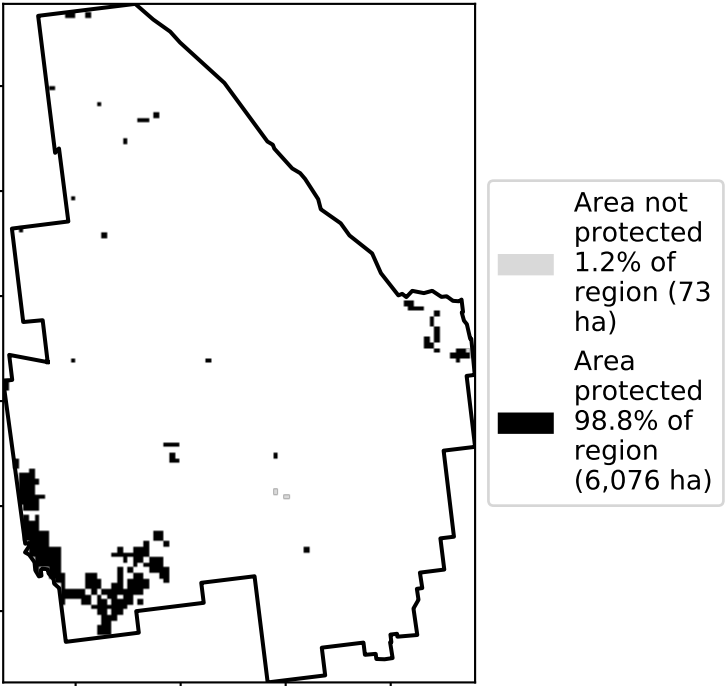 Area not
protected
1.2% of
region (73
ha)
Area
protected
98.8% of
region
(6,076 ha)